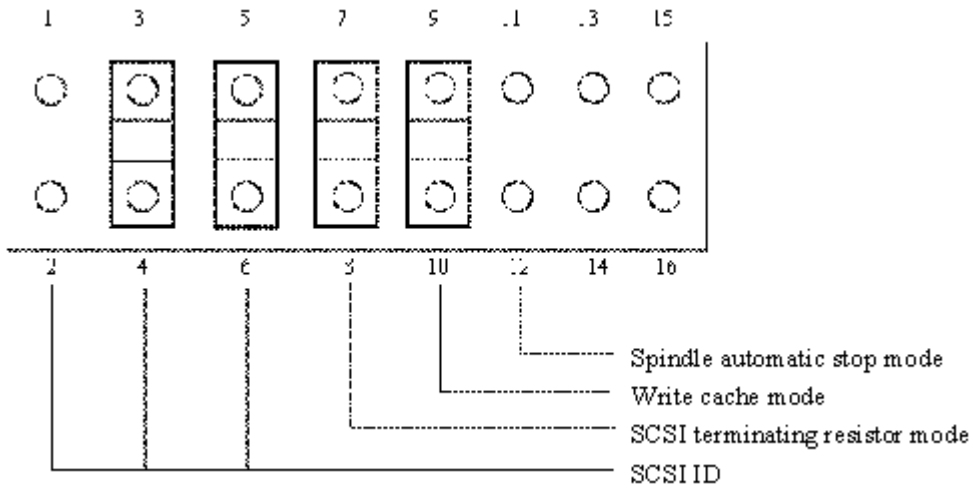 1 3 5 7 9 11 13 15
2 4 6 8 10 12 14 16
Spindle automatic stop mode
Write cache mode
SCSI terminating resistor mode
SCSI ID